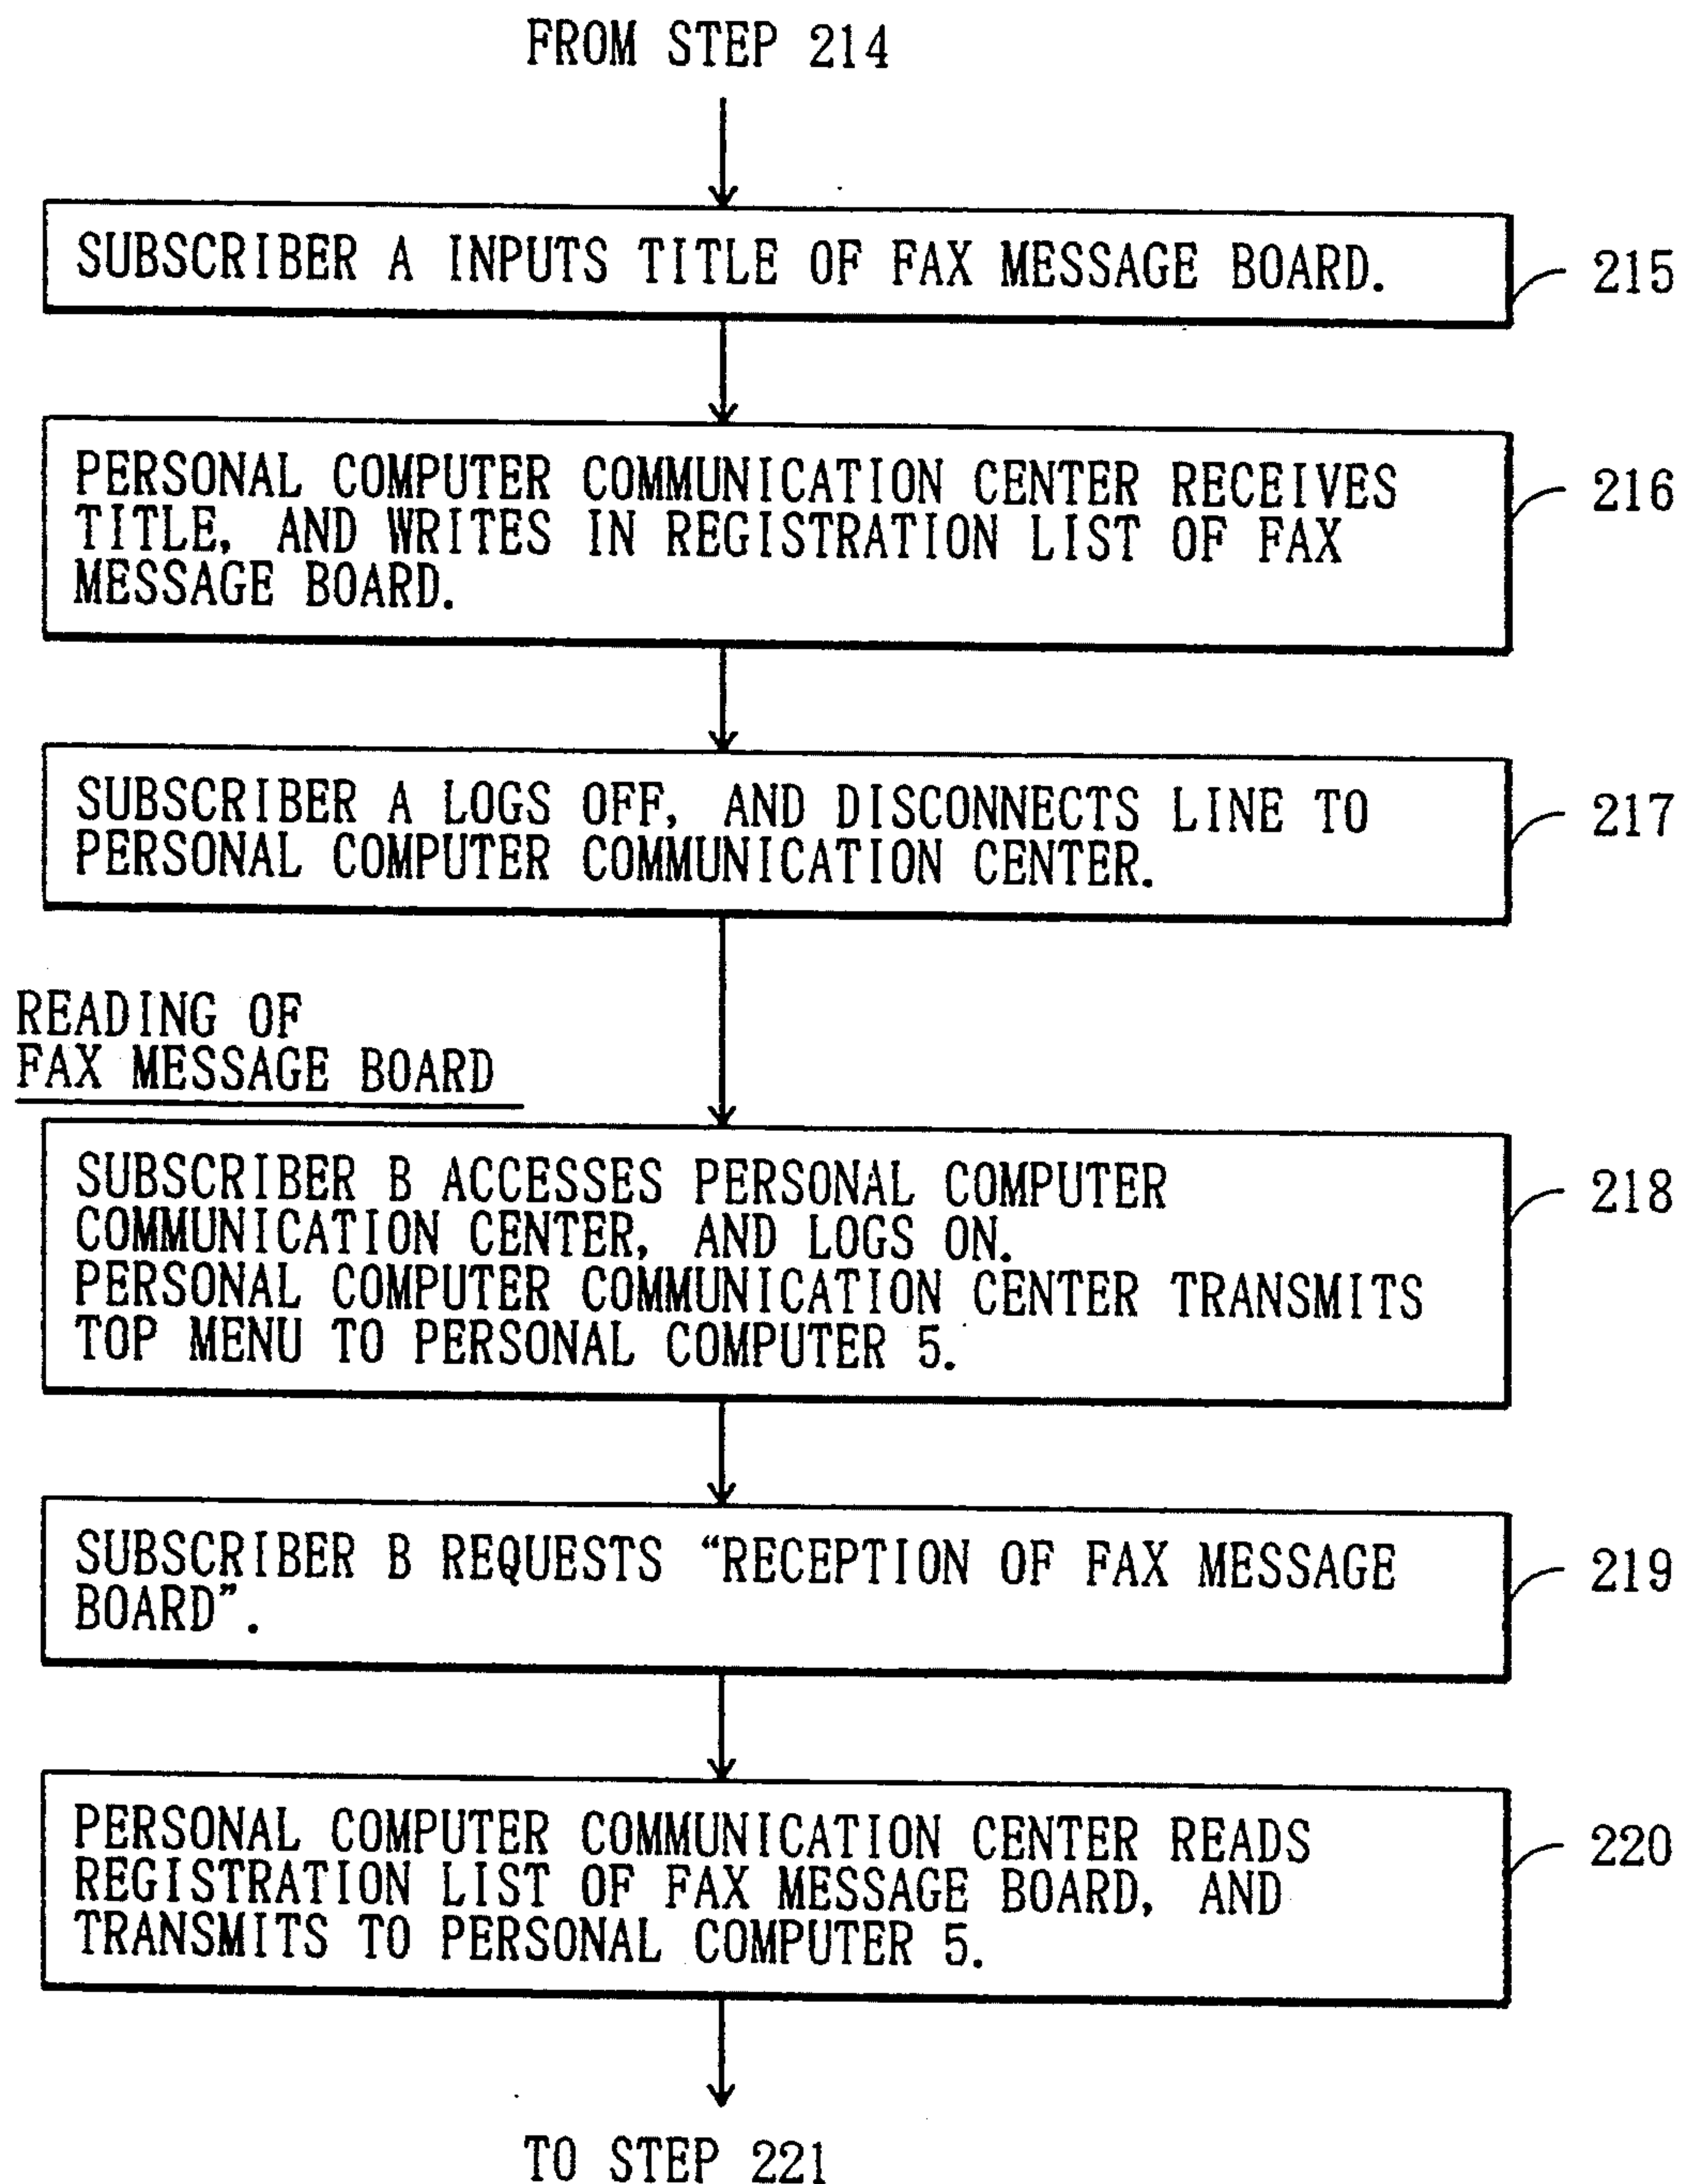 FROM STEP 214
SUBSCRIBER A INPUTS TITLE OF FAX MESSAGE BOARD.
215
PERSONAL COMPUTER COMMUNICATION CENTER RECEIVES
TITLE, AND WRITES IN REGISTRATION LIST OF FAX
MESSAGE BOARD.
216
SUBSCRIBER A LOGS OFF, AND DISCONNECTS LINE TO
PERSONAL COMPUTER COMMUNICATION CENTER.
217
READING OF
FAX MESSAGE BOARD
SUBSCRIBER B ACCESSES PERSONAL COMPUTER
COMMUNICATION CENTER, AND LOGS ON.
PERSONAL COMPUTER COMMUNICATION CENTER TRANSMITS
TOP MENU TO PERSONAL COMPUTER 5.
218
SUBSCRIBER B REQUESTS “RECEPTION OF FAX MESSAGE
BOARD”.
219
PERSONAL COMPUTER COMMUNICATION CENTER READS
REGISTRATION LIST OF FAX MESSAGE BOARD, AND
TRANSMITS TO PERSONAL COMPUTER 5.
220
TO STEP 221